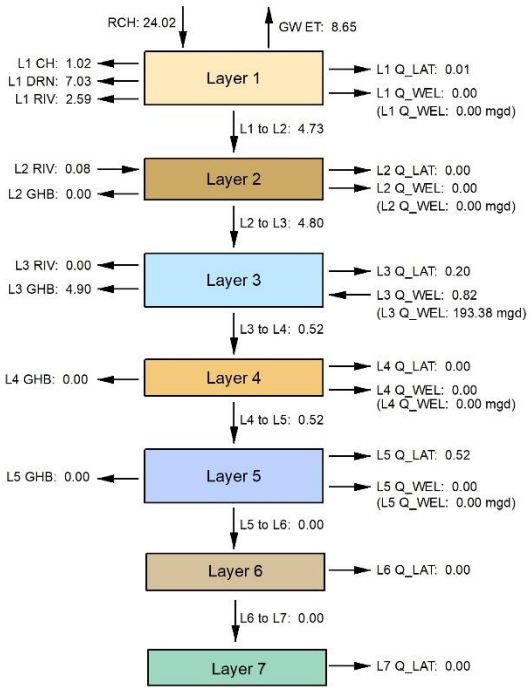 RCH: 24.02
GW ET: 8.65
L1 CH: 1.02
L1 DRN: 7.03
L1 RIV: 2.59
Layer 1
L1 Q_LAT: 0.01
L1 Q_WEL: 0.00
(L1 Q_WEL: 0.00 mgd)
L1 to L2: 4.73
L2 RIV: 0.08
L2 GHB: 0.00
Layer 2
L2 Q_LAT: 0.00
L2 Q_WEL: 0.00
(L2 Q_WEL: 0.00 mgd)
L2 to L3: 4.80
L3 RIV: 0.00
L3 GHB: 4.90
Layer 3
L3 Q_LAT: 0.20
L3 Q_WEL: 0.82
(L3 Q_WEL: 193.38 mgd)
L3 to L4: 0.52
L4 GHB: 0.00
Layer 4
L4 Q_LAT: 0.00
L4 Q_WEL: 0.00
(L4 Q_WEL: 0.00 mgd)
L4 to L5: 0.52
L5 GHB: 0.00
Layer 5
L5 Q_LAT: 0.52
L5 Q_WEL: 0.00
(L5 Q_WEL: 0.00 mgd)
L5 to L6: 0.00
Layer 6
L6 Q_LAT: 0.00
L6 to L7: 0.00
Layer 7
L7 Q_LAT: 0.00